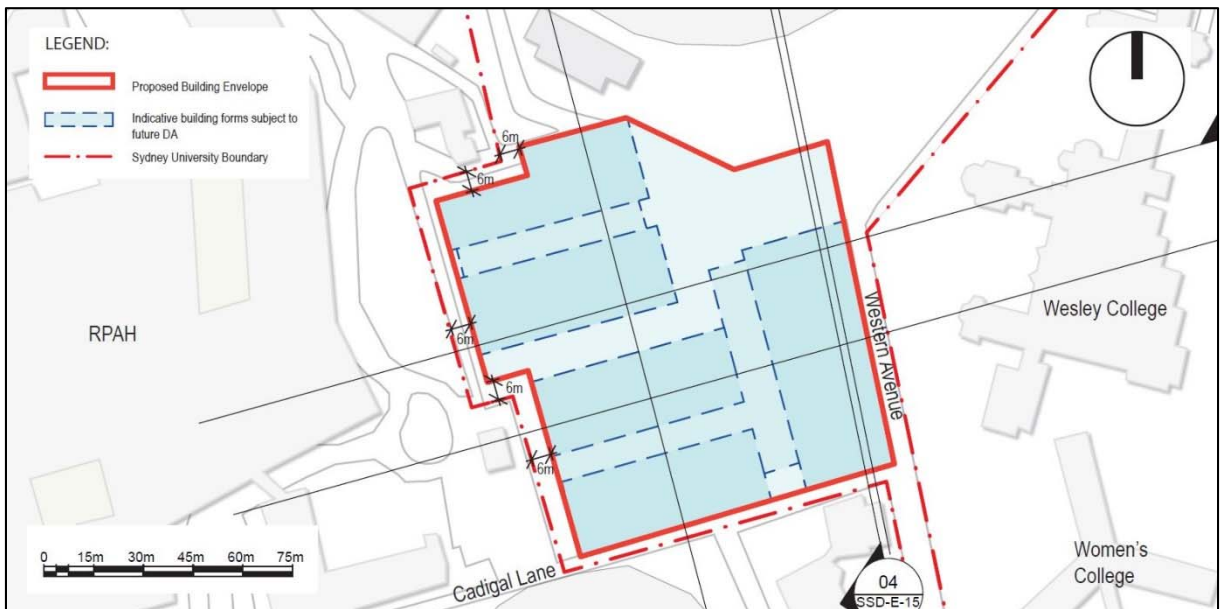 LEGEND:
Proposed Building Envelope
Indicative building forms subject to
future DA
Sydney University Boundary
6m
6m
6m
6m
6m
RPAH
Western Avenue
Wesley College
Women's
College
Cadigal Lane
0 15m 30m 45m 60m 75m
04
SSD-E-15